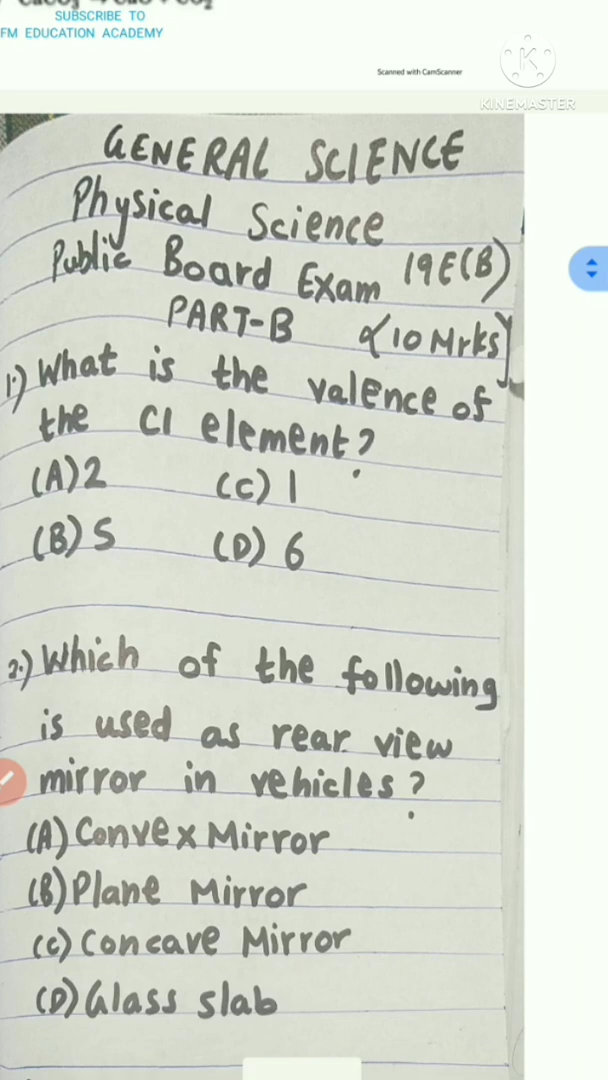 SUBSCRIBE TO
FM EDUCATION ACADEMY
Scanned with CamScanner
KINEMASTER
GENERAL SCIENCE
Physical Science
Public Board Exam 19E(B)
PART-B (10 Mrks)
1.) What is the valence of
the Cl element?
(A) 2 (C) 1
(B) 5 (D) 6
2.) Which of the following
is used as rear view
mirror in vehicles?
(A) Convex Mirror
(B) Plane Mirror
(C) Concave Mirror
(D) Glass slab